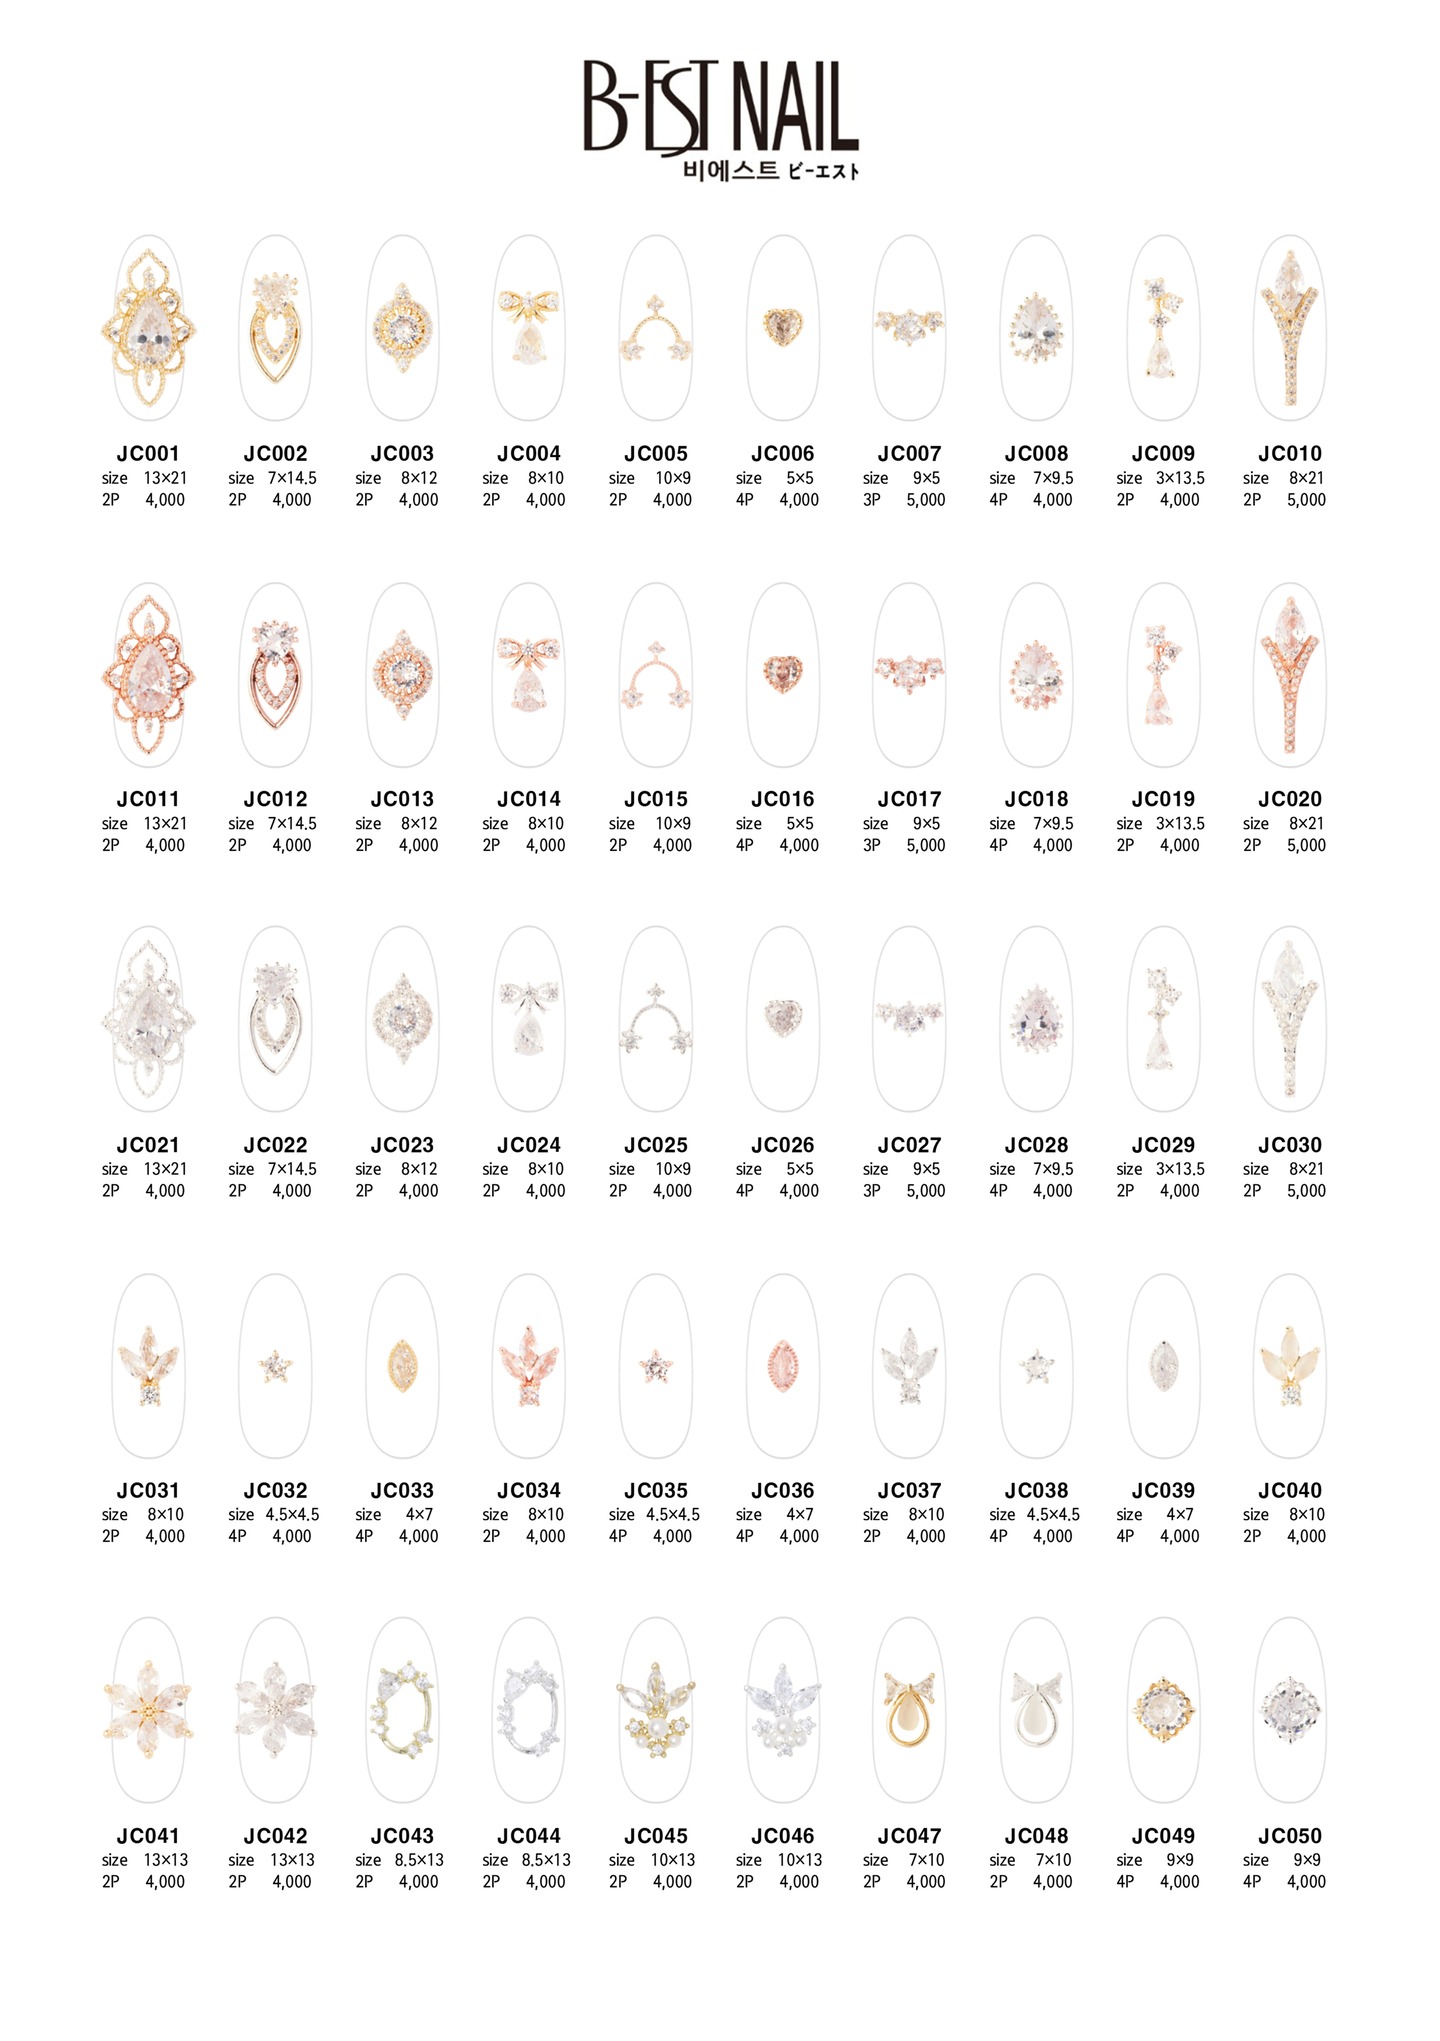 B-EST NAIL
비에스트 ビーエスト
JC001 JC002 JC003 JC004 JC005 JC006 JC007 JC008 JC009 JC010
size 13×21 size 7×14.5 size 8×12 size 8×10 size 10×9 size 5×5 size 9×5 size 7×9.5 size 3×13.5 size 8×21
2P 4,000 2P 4,000 2P 4,000 2P 4,000 2P 4,000 4P 4,000 3P 5,000 4P 4,000 2P 4,000 2P 5,000
JC011 JC012 JC013 JC014 JC015 JC016 JC017 JC018 JC019 JC020
size 13×21 size 7×14.5 size 8×12 size 8×10 size 10×9 size 5×5 size 9×5 size 7×9.5 size 3×13.5 size 8×21
2P 4,000 2P 4,000 2P 4,000 2P 4,000 2P 4,000 4P 4,000 3P 5,000 4P 4,000 2P 4,000 2P 5,000
JC021 JC022 JC023 JC024 JC025 JC026 JC027 JC028 JC029 JC030
size 13×21 size 7×14.5 size 8×12 size 8×10 size 10×9 size 5×5 size 9×5 size 7×9.5 size 3×13.5 size 8×21
2P 4,000 2P 4,000 2P 4,000 2P 4,000 2P 4,000 4P 4,000 3P 5,000 4P 4,000 2P 4,000 2P 5,000
JC031 JC032 JC033 JC034 JC035 JC036 JC037 JC038 JC039 JC040
size 8×10 size 4.5×4.5 size 4×7 size 8×10 size 4.5×4.5 size 4×7 size 8×10 size 4.5×4.5 size 4×7 size 8×10
2P 4,000 4P 4,000 4P 4,000 2P 4,000 4P 4,000 4P 4,000 2P 4,000 4P 4,000 4P 4,000 2P 4,000
JC041 JC042 JC043 JC044 JC045 JC046 JC047 JC048 JC049 JC050
size 13×13 size 13×13 size 8.5×13 size 8.5×13 size 10×13 size 10×13 size 7×10 size 7×10 size 9×9 size 9×9
2P 4,000 2P 4,000 2P 4,000 2P 4,000 2P 4,000 2P 4,000 2P 4,000 2P 4,000 4P 4,000 4P 4,000